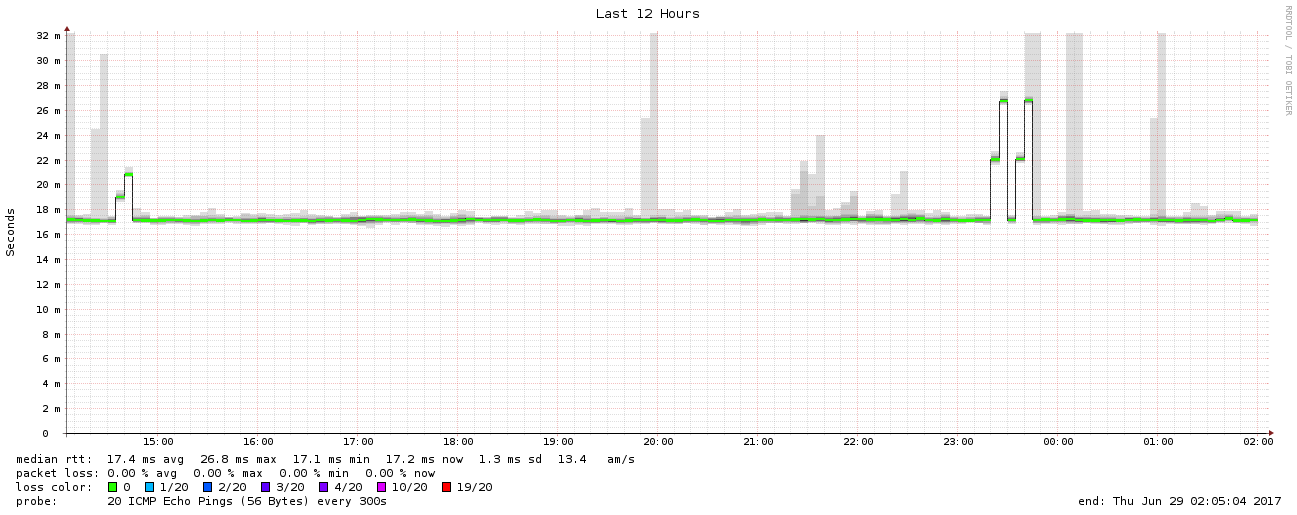 Last 12 Hours
RRDTOOL / TOBI OETIKER
Seconds
32 m
30 m
28 m
26 m
24 m
22 m
20 m
18 m
16 m
14 m
12 m
10 m
8 m
6 m
4 m
2 m
0
15:00 16:00 17:00 18:00 19:00 20:00 21:00 22:00 23:00 00:00 01:00 02:00
median rtt: 17.4 ms avg 26.8 ms max 17.1 ms min 17.2 ms now 1.3 ms sd 13.4 am/s
packet loss: 0.00 % avg 0.00 % max 0.00 % min 0.00 % now
loss color: 0 1/20 2/20 3/20 4/20 10/20 19/20
probe: 20 ICMP Echo Pings (56 Bytes) every 300s end: Thu Jun 29 02:05:04 2017